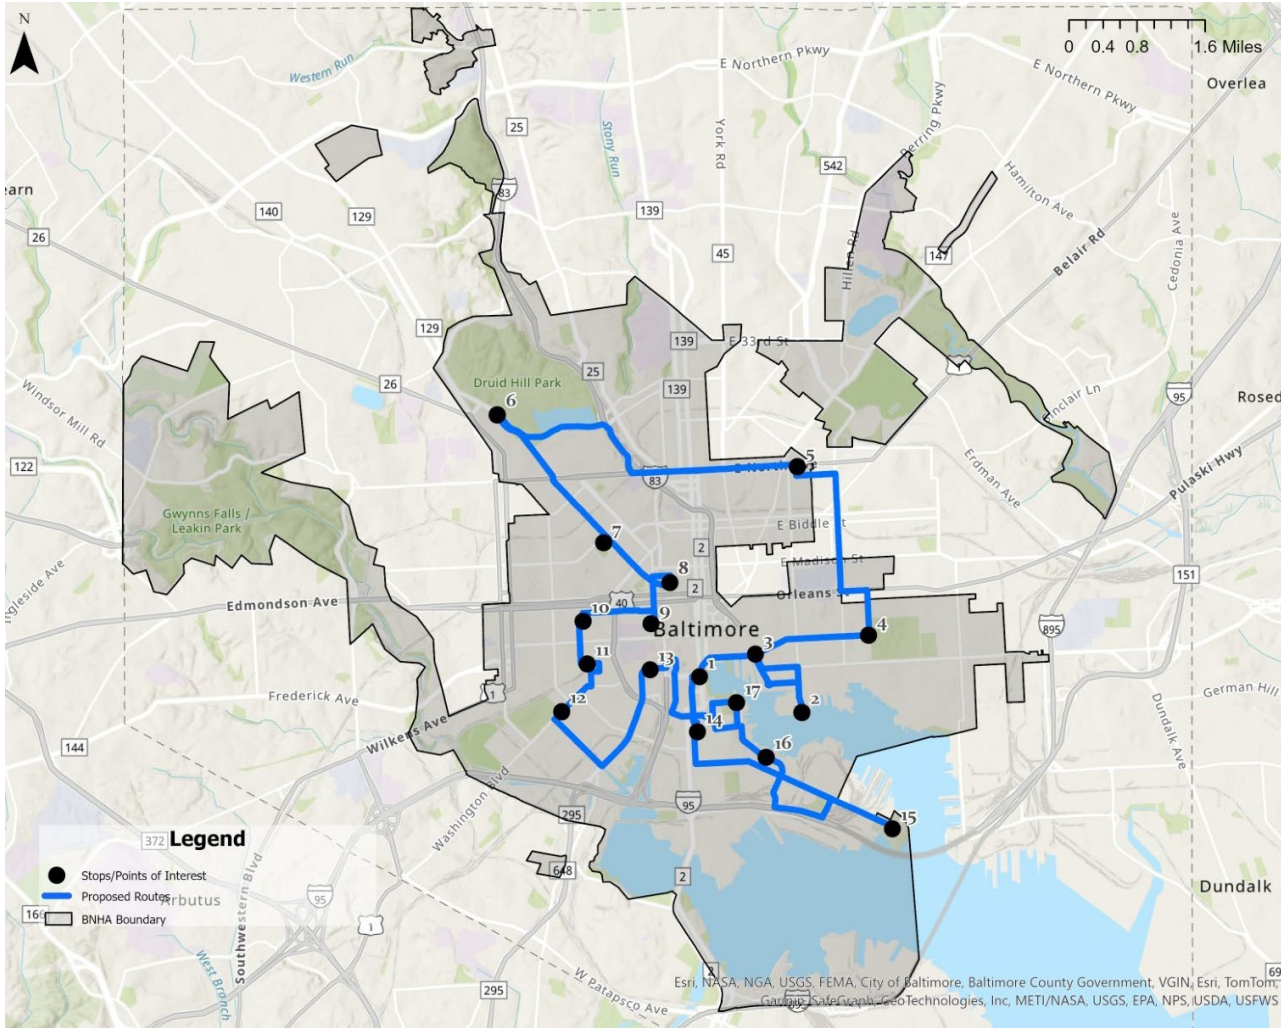 N
0 0.4 0.8 1.6 Miles
E Northern Pkwy
E Northern Pkwy
Overlea
Western Run
25
Stony Run
York Rd
Perring Pkwy
542
Hamilton Ave
83
140
129
139
26
45
147
Hillen Rd
Belair Rd
Cedonia Ave
129
139
E 33rd St
25
26
Druid Hill Park
139
1
95
Sinclair Ln
Rosed
Windsor Mill Rd
6
5
E North
83
122
Erdman Ave
Pulaski Hwy
Gwynns Falls /
Leakin Park
7
E Biddle St
2
E Madison St
8
2
Orleans S
151
Edmondson Ave
40
10
9
Baltimore
4
895
3
11
13
1
Frederick Ave
1
12
17
2
German Hill
14
Wilkens Ave
144
16
Dundalk Ave
Washington Blvd
95
295
15
372
Legend
Stops/Points of Interest
648
2
Dundalk
Proposed Routes
Arbutus
95
BNHA Boundary
1
Southwestern Blvd
West Branch
2
W Patapsco Ave
295
695
Esri, NASA, NGA, USGS, FEMA, City of Baltimore, Baltimore County Government, VGIN, Esri, TomTom,
Garmin, SafeGraph, GeoTechnologies, Inc, METI/NASA, USGS, EPA, NPS, USDA, USFWS